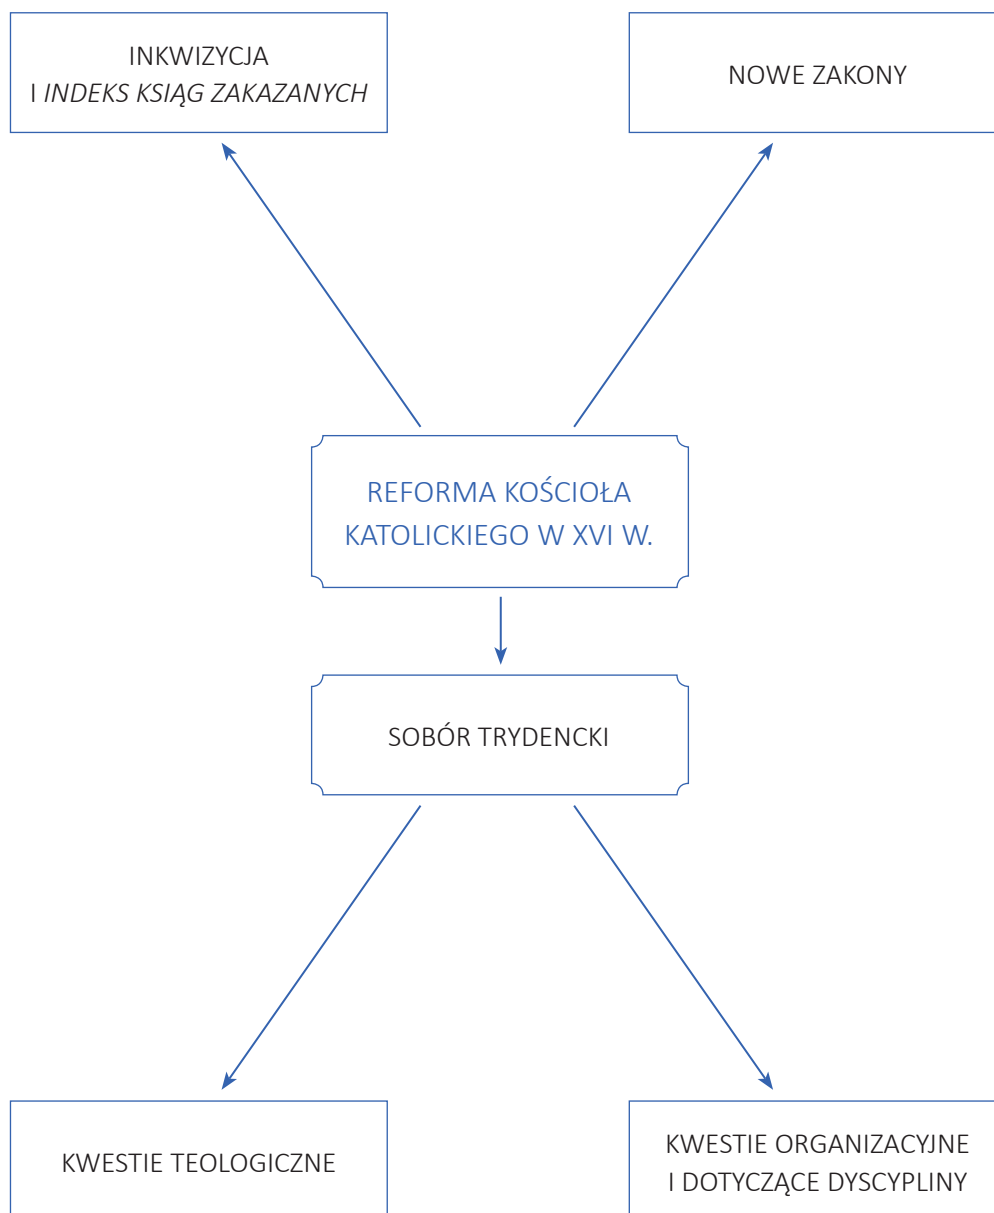 INKWIZYCJA
I INDEKS KSIĄG ZAKAZANYCH
NOWE ZAKONY
REFORMA KOŚCIOŁA
KATOLICKIEGO W XVI W.
SOBÓR TRYDENCKI
KWESTIE TEOLOGICZNE
KWESTIE ORGANIZACYJNE
I DOTYCZĄCE DYSCYPLINY